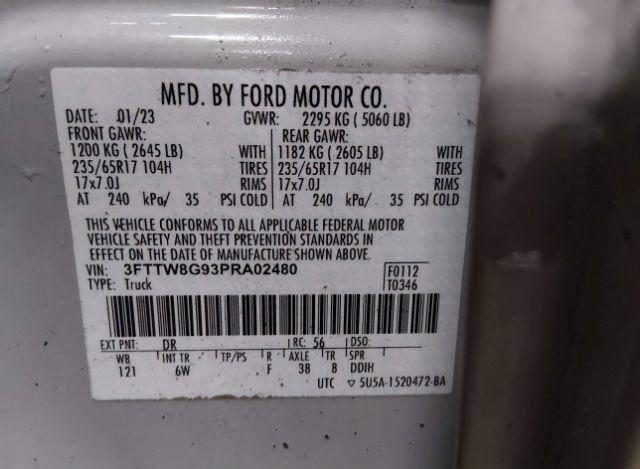 MFD. BY FORD MOTOR CO.
DATE: 01/23 GVWR: 2295 KG ( 5060 LB)
FRONT GAWR: REAR GAWR:
1200 KG ( 2645 LB) WITH 1182 KG ( 2605 LB) WITH
235/65R17 104H TIRES 235/65R17 104H TIRES
17x7.0J RIMS 17x7.0J RIMS
AT 240 kPa/ 35 PSI COLD AT 240 kPa/ 35 PSI COLD
THIS VEHICLE CONFORMS TO ALL APPLICABLE FEDERAL MOTOR
VEHICLE SAFETY AND THEFT PREVENTION STANDARDS IN
EFFECT ON THE DATE OF MANUFACTURE SHOWN ABOVE.
VIN: 3FTTW8G93PRA02480 F0112
TYPE: Truck T0346
EXT PNT: DR RC: 56 DSO:
WB INT TR TP/PS R AXLE TR SPR
121 6W F 38 8 DDIH
UTC ▽ 5U5A-1520472-BA